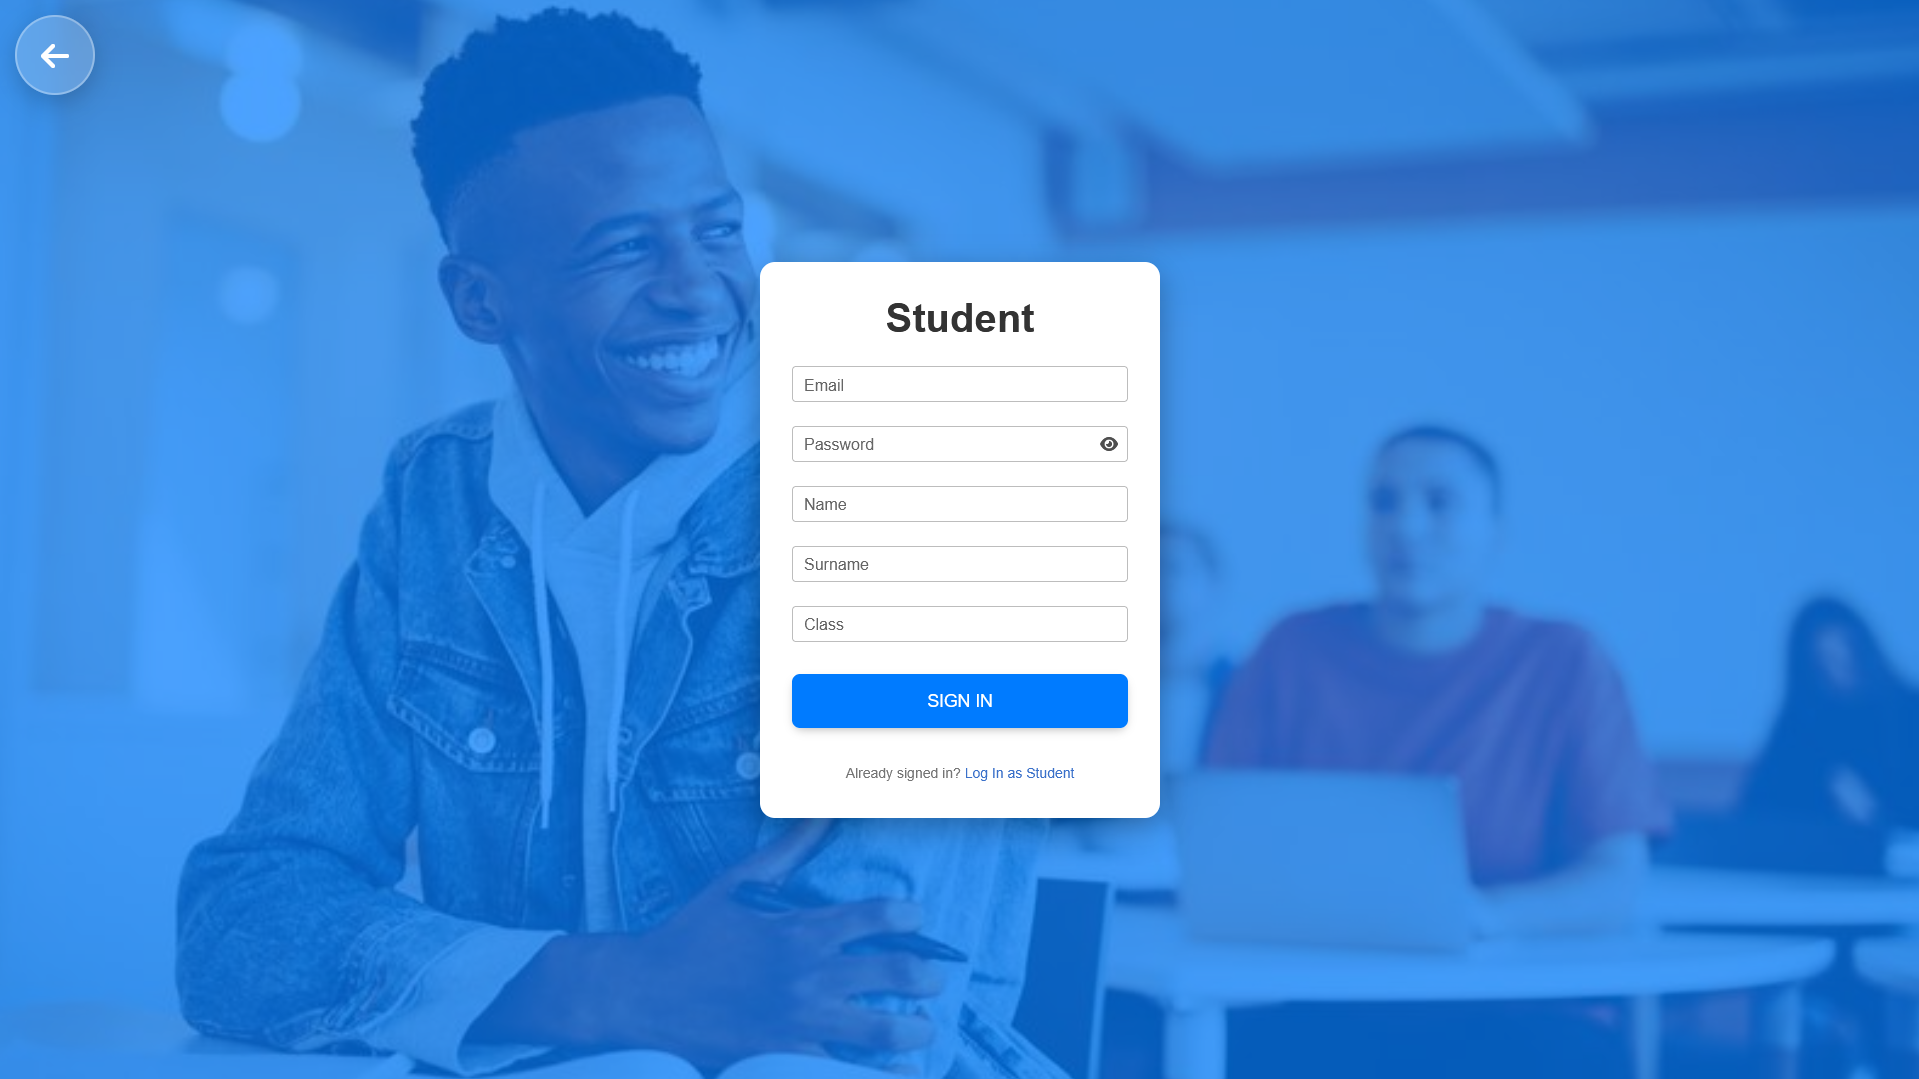 Student
Email
Password
Name
Surname
Class
SIGN IN
Already signed in? Log In as Student